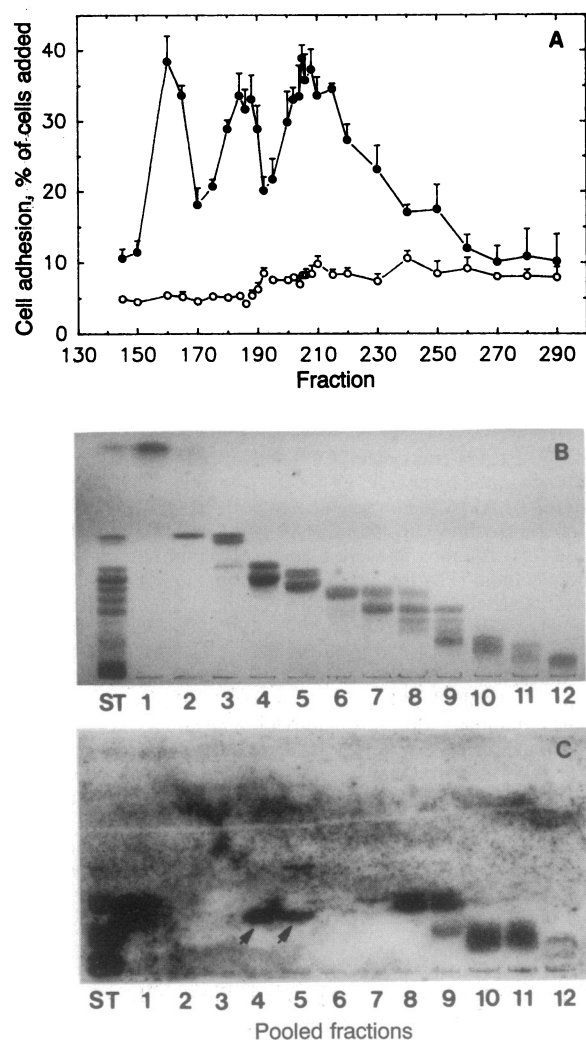 A
Cell adhesion, % of cells added
40
30
20
10
0
130 150 170 190 210 230 250 270 290
Fraction
B
ST 1 2 3 4 5 6 7 8 9 10 11 12
C
ST 1 2 3 4 5 6 7 8 9 10 11 12
Pooled fractions